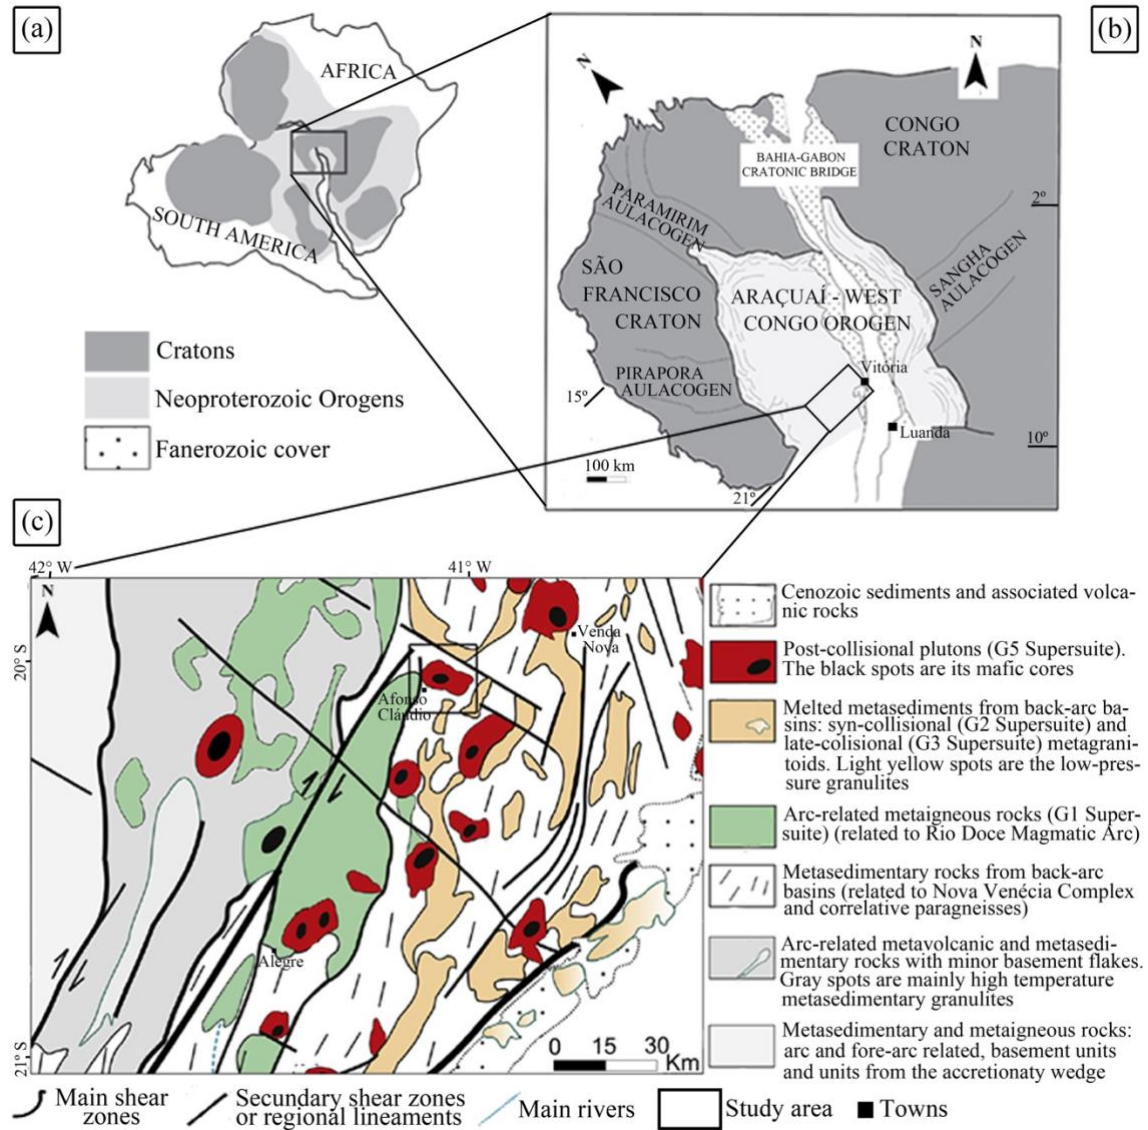 (a)
AFRICA
SOUTH AMERICA
Cratons
Neoproterozoic Orogens
Fanerozoic cover
(b)
N
N
CONGO
CRATON
BAHIA-GABON
CRATONIC BRIDGE
2º
PARAMIRIM
AULACOGEN
SANGHA
AULACOGEN
SÃO
FRANCISCO
CRATON
ARAÇUAÍ - WEST
CONGO OROGEN
PIRAPORA
AULACOGEN
Vitória
15º
Luanda
10º
100 km
21º
(c)
42° W
41° W
N
20° S
Venda
Nova
Afonso
Cláudio
Alegre
21° S
0 15 30
Km
Cenozoic sediments and associated volca-
nic rocks
Post-collisional plutons (G5 Supersuite).
The black spots are its mafic cores
Melted metasediments from back-arc ba-
sins: syn-collisional (G2 Supersuite) and
late-colisional (G3 Supersuite) metagrani-
toids. Light yellow spots are the low-pres-
sure granulites
Arc-related metaigneous rocks (G1 Super-
suite) (related to Rio Doce Magmatic Arc)
Metasedimentary rocks from back-arc
basins (related to Nova Venécia Complex
and correlative paragneisses)
Arc-related metavolcanic and metasedi-
mentary rocks with minor basement flakes.
Gray spots are mainly high temperature
metasedimentary granulites
Metasedimentary and metaigneous rocks:
arc and fore-arc related, basement units
and units from the accretionaty wedge
Main shear
zones
Secondary shear zones
or regional lineaments
Main rivers
Study area
Towns